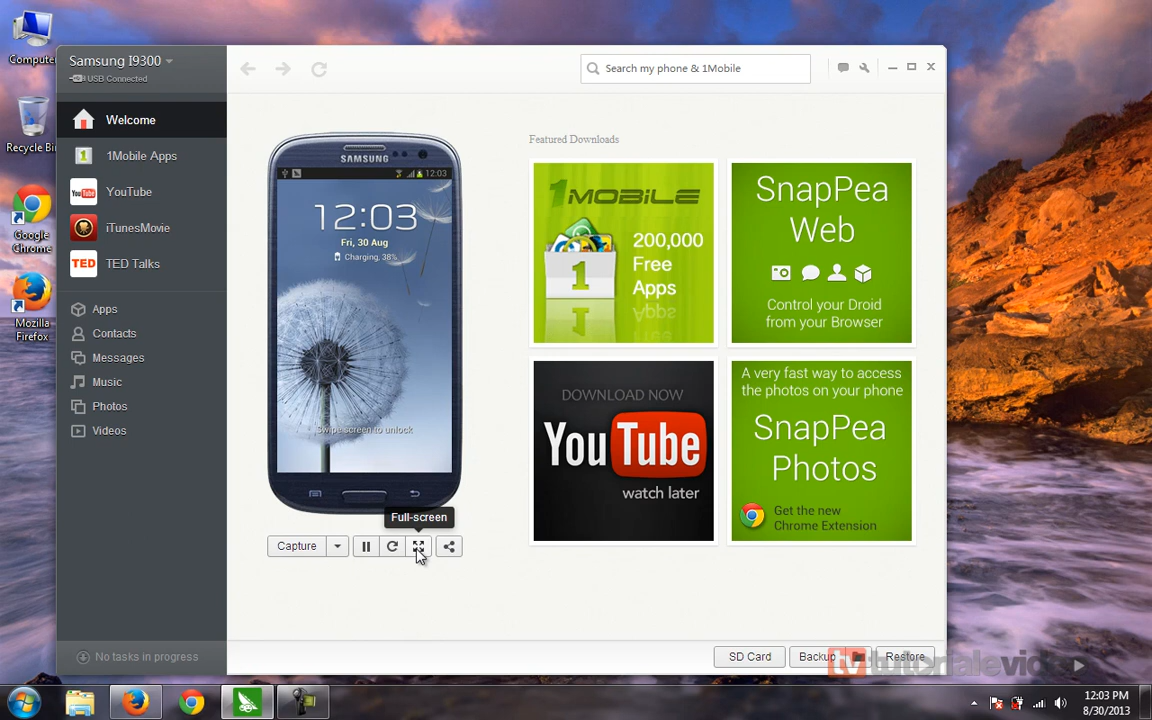 Computer
Recycle Bin
Google
Chrome
Mozilla
Firefox
Samsung I9300
USB Connected
Welcome
1Mobile Apps
YouTube
iTunesMovie
TED Talks
Apps
Contacts
Messages
Music
Photos
Videos
No tasks in progress
Search my phone & 1Mobile
SAMSUNG
12:03
12:03
Fri, 30 Aug
Charging, 38%
Swipe screen to unlock
Full-screen
Capture
Featured Downloads
1MOBILE
200,000
Free
Apps
SnapPea
Web
Control your Droid
from your Browser
DOWNLOAD NOW
YouTube
watch later
A very fast way to access
the photos on your phone
SnapPea
Photos
Get the new
Chrome Extension
SD Card
Backup
Restore
tvtutorialevideo
12:03 PM
8/30/2013